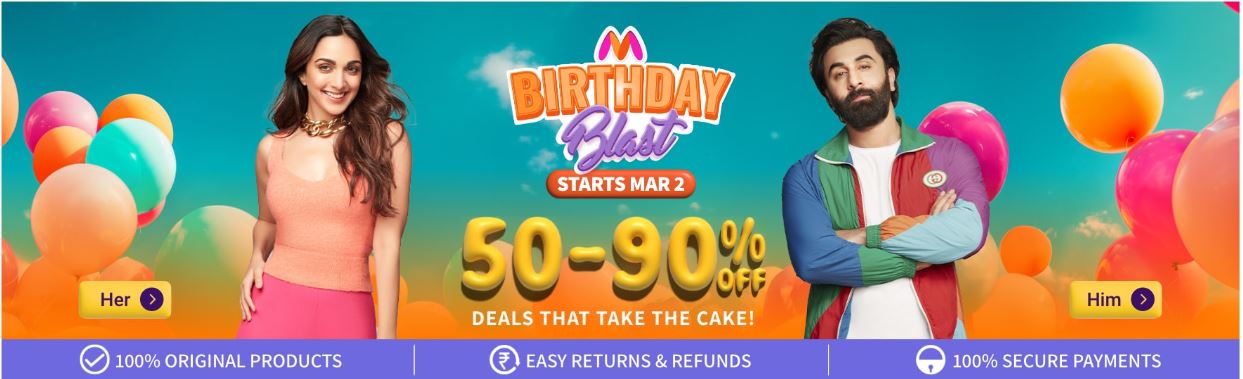 BIRTHDAY
Blast
STARTS MAR 2
50-90% OFF
DEALS THAT TAKE THE CAKE!
Her
Him
100% ORIGINAL PRODUCTS
EASY RETURNS & REFUNDS
100% SECURE PAYMENTS